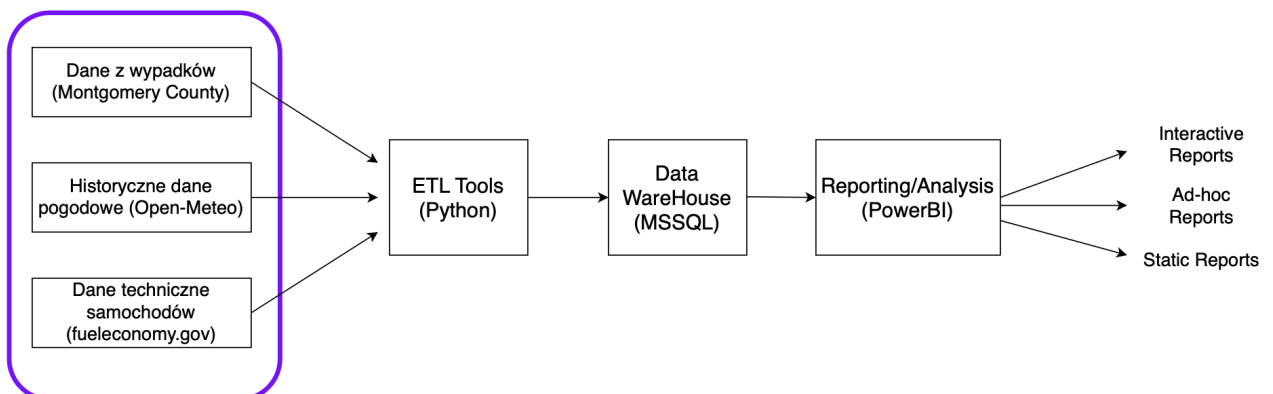 Dane z wypadków
(Montgomery County)
Historyczne dane
pogodowe (Open-Meteo)
Dane techniczne
samochodów
(fueleconomy.gov)
ETL Tools
(Python)
Data
WareHouse
(MSSQL)
Reporting/Analysis
(PowerBI)
Interactive
Reports
Ad-hoc
Reports
Static Reports